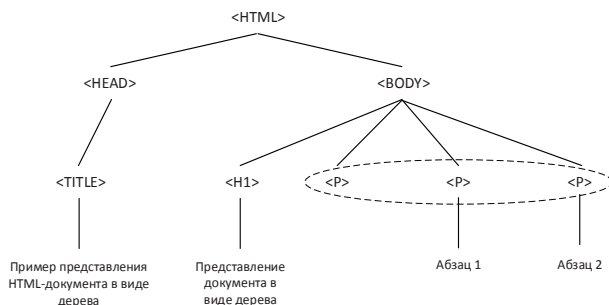 <HTML>
<HEAD>
<BODY>
<TITLE>
<H1>
<P>
<P>
<P>
Пример представления
HTML-документа в виде
дерева
Представление
документа в
виде дерева
Абзац 1
Абзац 2